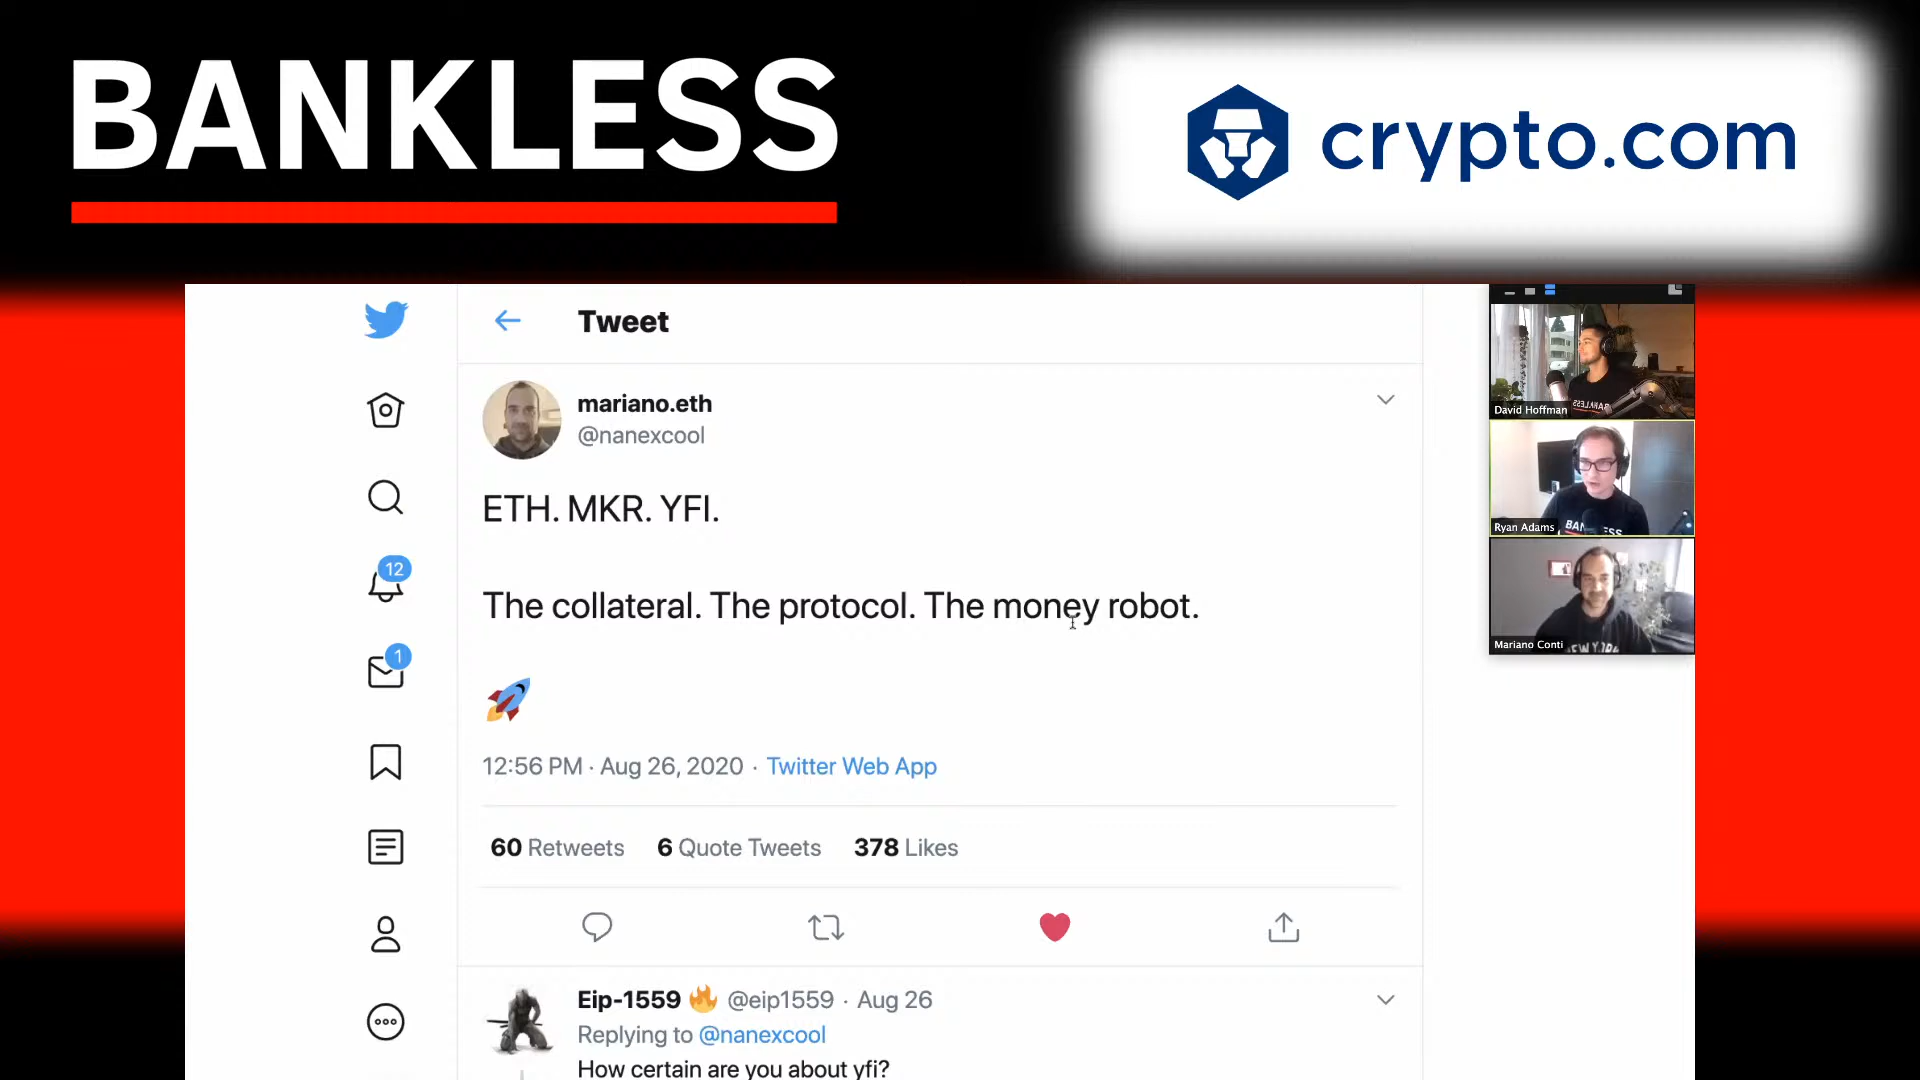 BANKLESS
crypto.com
Tweet
mariano.eth
@nanexcool
ETH. MKR. YFI.
The collateral. The protocol. The money robot.
12:56 PM · Aug 26, 2020 · Twitter Web App
60 Retweets 6 Quote Tweets 378 Likes
Eip-1559 @eip1559 · Aug 26
Replying to @nanexcool
How certain are you about yfi?
12
1
David Hoffman
Ryan Adams
Mariano Conti